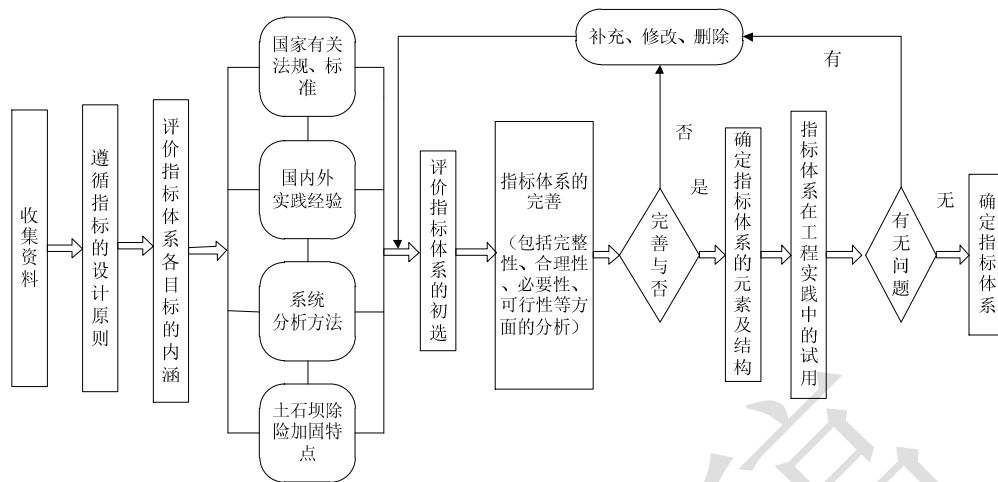 收集资料
遵循指标的设计原则
评价指标体系各目标的内涵
国家有关
法规、标
准
国内外
实践经验
系统
分析方法
土石坝除
险加固特
点
评价指标体系的初选
指标体系的
完善
（包括完整
性、合理性
、必要性、
可行性等方
面的分析）
完善与否
否
是
补充、修改、删除
确定指标体系的元素及结构
指标体系在工程实践中的试用
有无问题
有
无
确定指标体系